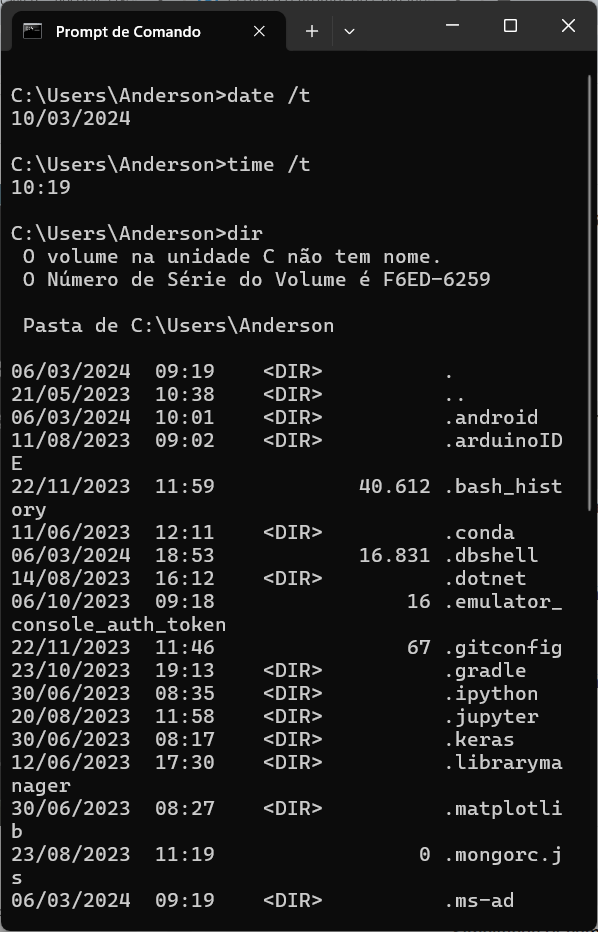 Prompt de Comando
C:\Users\Anderson>date /t
10/03/2024
C:\Users\Anderson>time /t
10:19
C:\Users\Anderson>dir
 O volume na unidade C não tem nome.
 O Número de Série do Volume é F6ED-6259
 Pasta de C:\Users\Anderson
06/03/2024  09:19    <DIR>          .
21/05/2023  10:38    <DIR>          ..
06/03/2024  10:01    <DIR>          .android
11/08/2023  09:02    <DIR>          .arduinoID
E
22/11/2023  11:59            40.612 .bash_hist
ory
11/06/2023  12:11    <DIR>          .conda
06/03/2024  18:53            16.831 .dbshell
14/08/2023  16:12    <DIR>          .dotnet
06/10/2023  09:18                16 .emulator_
console_auth_token
22/11/2023  11:46                67 .gitconfig
23/10/2023  19:13    <DIR>          .gradle
30/06/2023  08:35    <DIR>          .ipython
20/08/2023  11:58    <DIR>          .jupyter
30/06/2023  08:17    <DIR>          .keras
12/06/2023  17:30    <DIR>          .libraryma
nager
30/06/2023  08:27    <DIR>          .matplotli
b
23/08/2023  11:19                 0 .mongorc.j
s
06/03/2024  09:19    <DIR>          .ms-ad